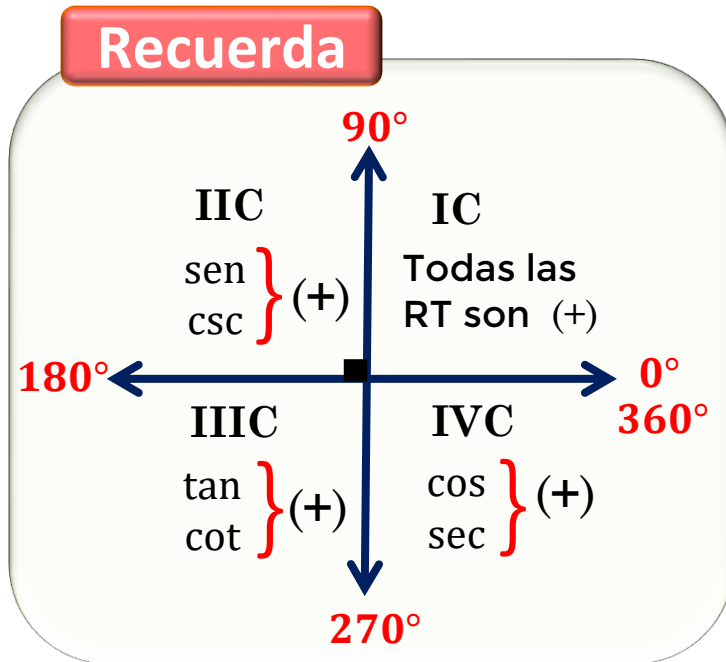 Recuerda
90°
IIC
sen
csc
(+)
IC
Todas las
RT son (+)
180°
0°
360°
IIIC
tan
cot
(+)
IVC
cos
sec
(+)
270°